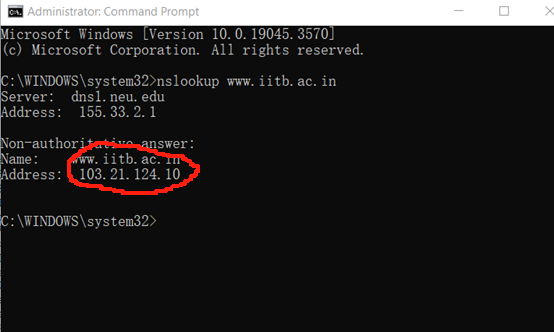 Administrator: Command Prompt
Microsoft Windows [Version 10.0.19045.3570]
(c) Microsoft Corporation. All rights reserved.
C:\WINDOWS\system32>nslookup www.iitb.ac.in
Server: dnsl.neu.edu
Address: 155.33.2.1
Non-authoritative answer:
Name: www.iitb.ac.in
Address: 103.21.124.10
C:\WINDOWS\system32>